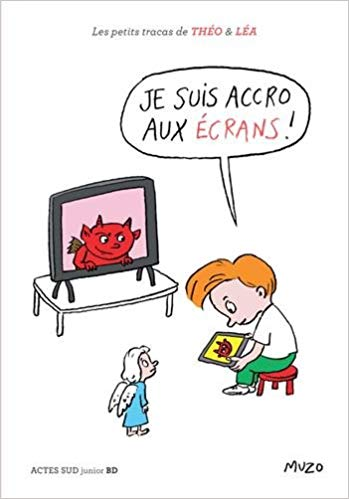 Les petits tracas de THÉO & LÉA
JE SUIS ACCRO
AUX ÉCRANS !
ACTES SUD junior BD
MUZO